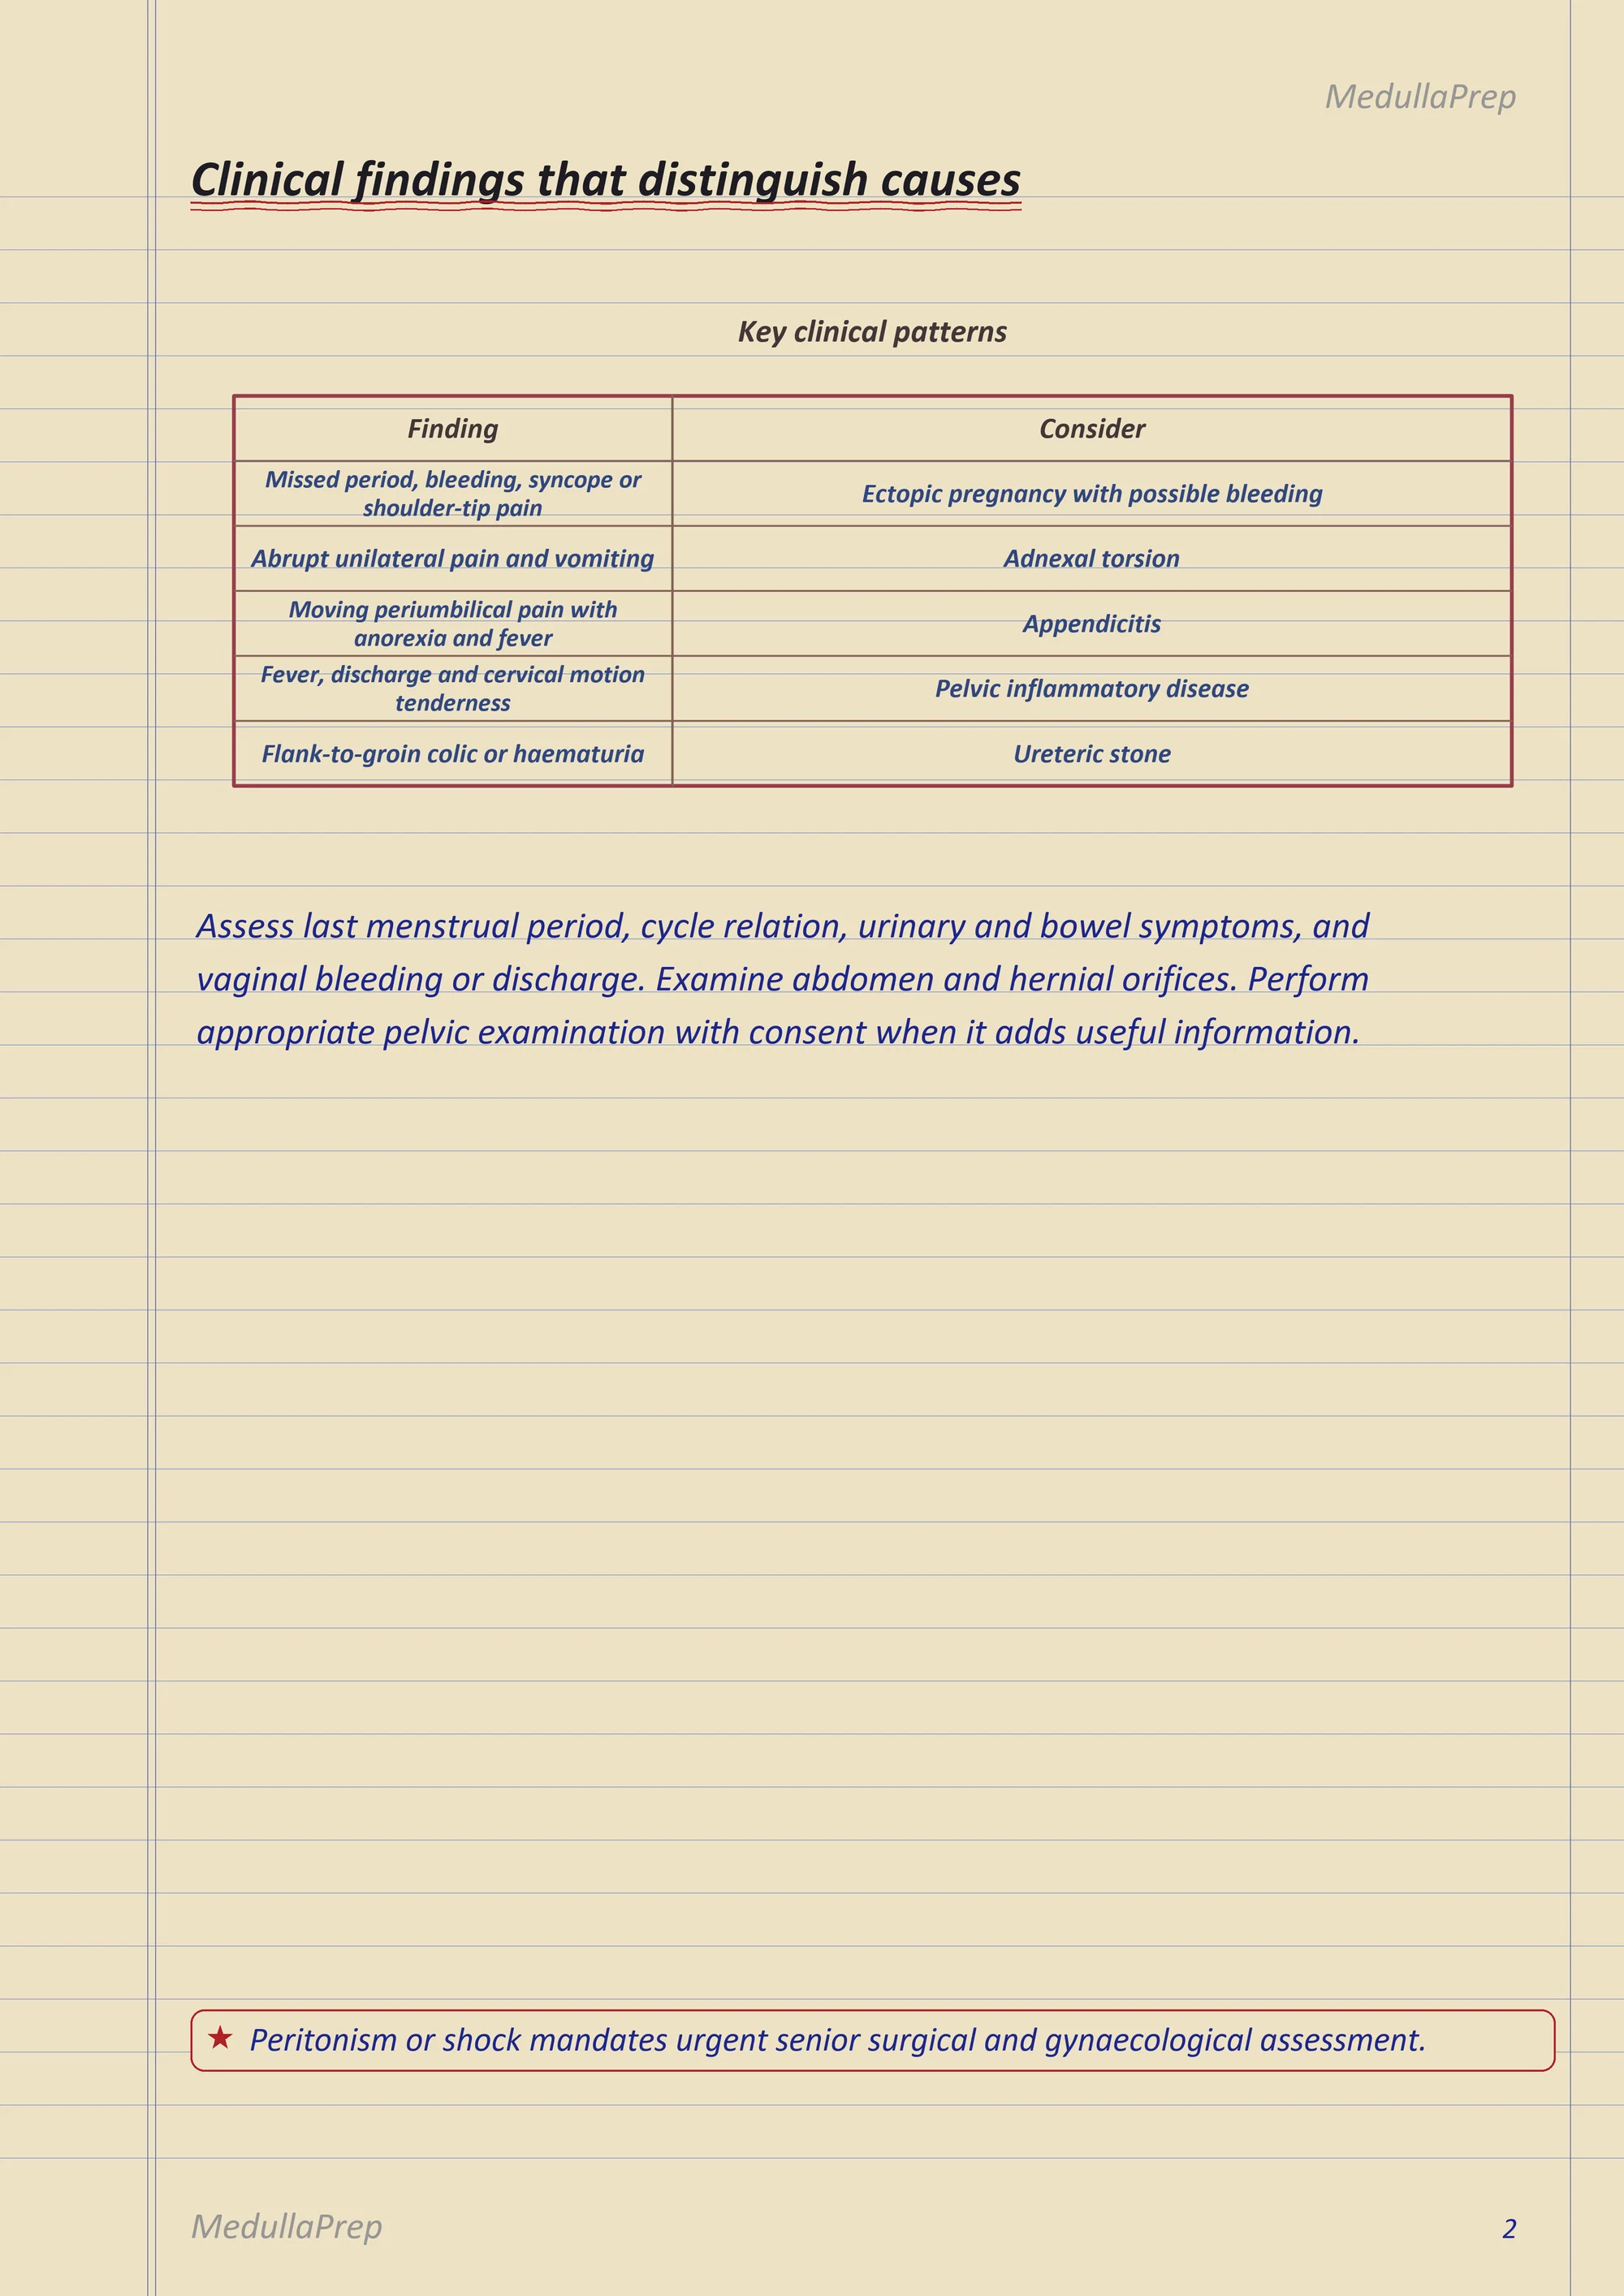 MedullaPrep
Clinical findings that distinguish causes
Key clinical patterns
Finding
Consider
Missed period, bleeding, syncope or
shoulder-tip pain
Ectopic pregnancy with possible bleeding
Abrupt unilateral pain and vomiting
Adnexal torsion
Moving periumbilical pain with
anorexia and fever
Appendicitis
Fever, discharge and cervical motion
tenderness
Pelvic inflammatory disease
Flank-to-groin colic or haematuria
Ureteric stone
Assess last menstrual period, cycle relation, urinary and bowel symptoms, and
vaginal bleeding or discharge. Examine abdomen and hernial orifices. Perform
appropriate pelvic examination with consent when it adds useful information.
★ Peritonism or shock mandates urgent senior surgical and gynaecological assessment.
MedullaPrep
2